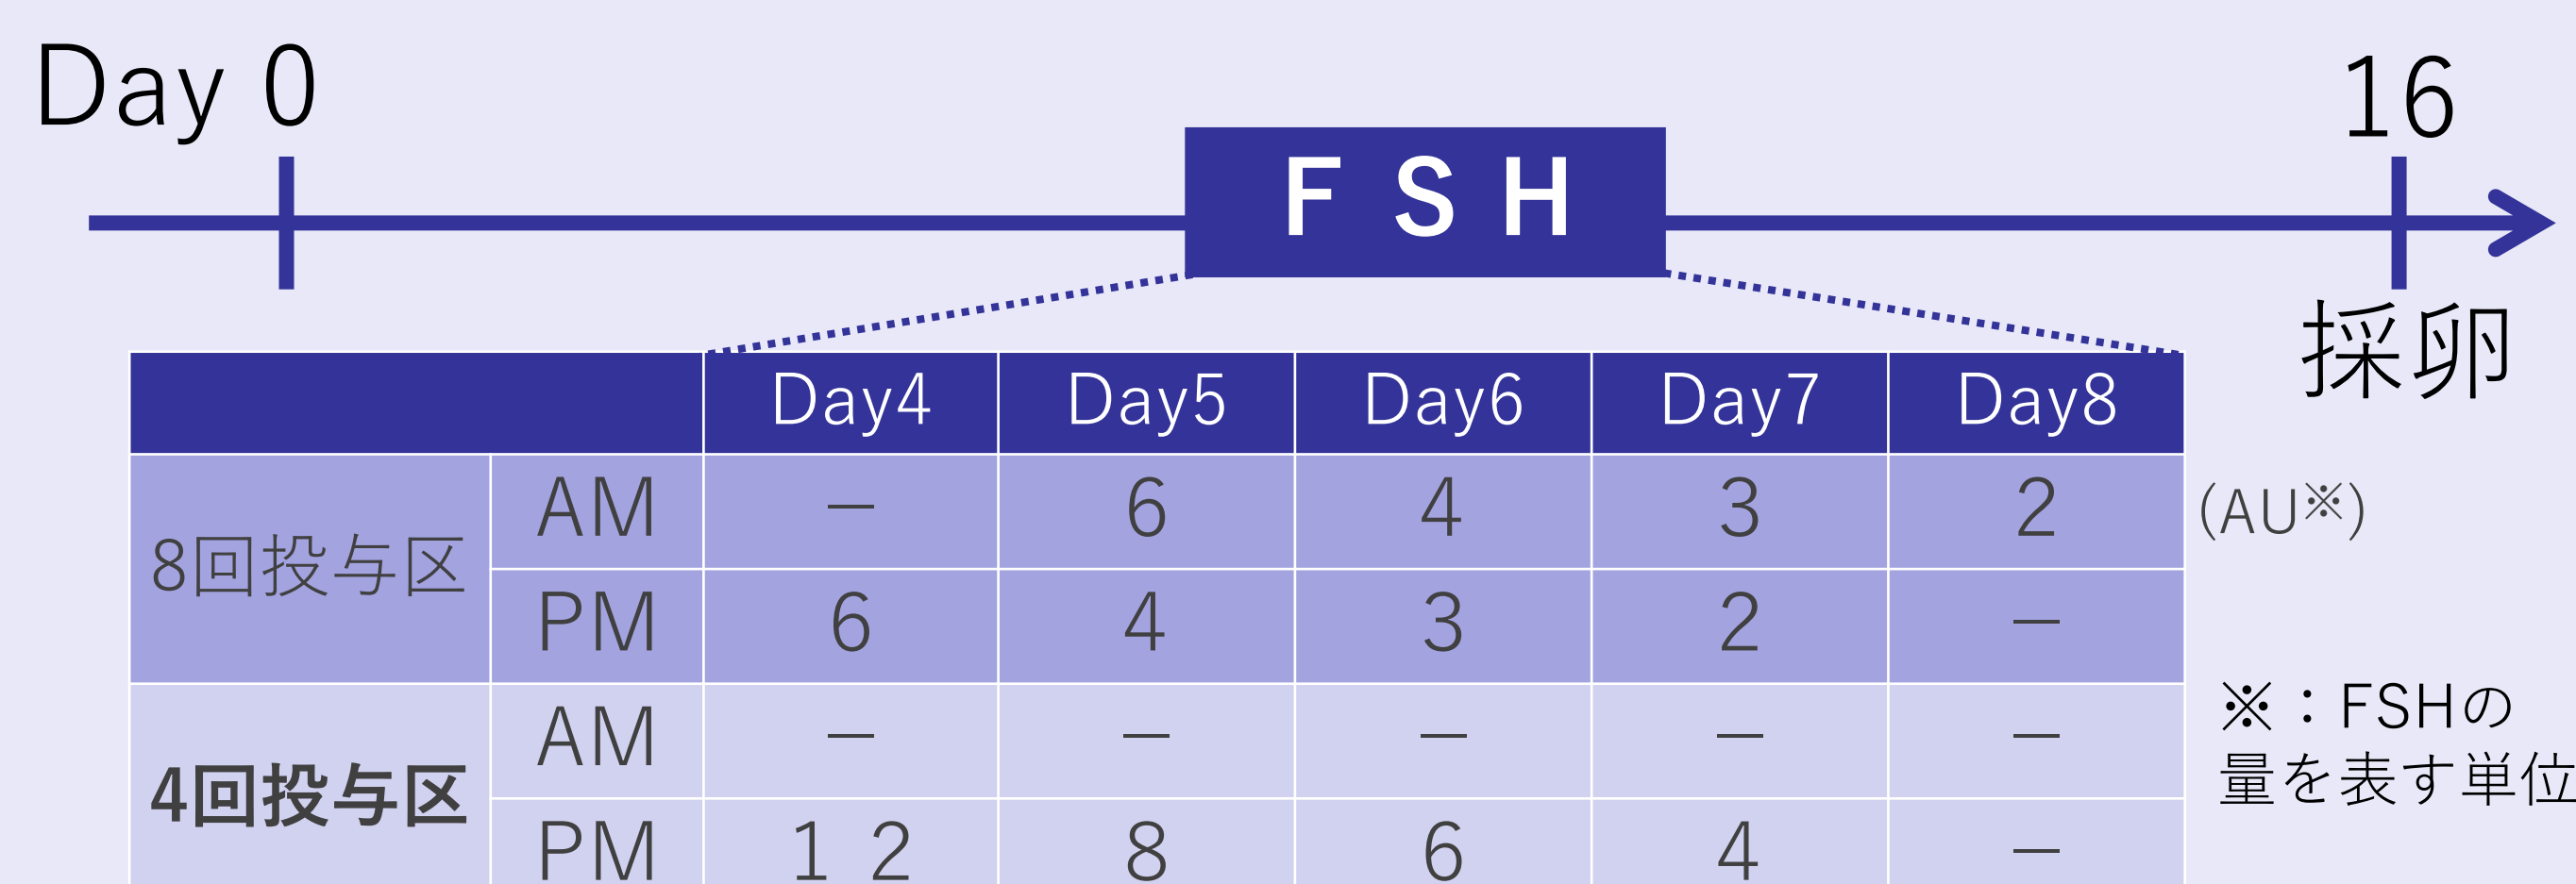 Day 0
16
ＦＳＨ
採卵
Day4 Day5 Day6 Day7 Day8
8回投与区 AM － 6 4 3 2 (AU※)
PM 6 4 3 2 －
4回投与区 AM － － － － －
PM １２ 8 6 4 －
※：FSHの
量を表す単位